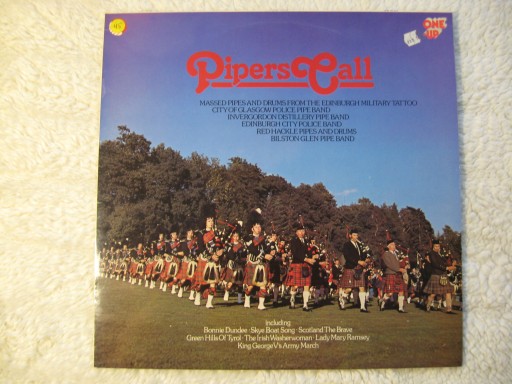 ONE
UP
Pipers Call
MASSED PIPES AND DRUMS FROM THE EDINBURGH MILITARY TATTOO
CITY OF GLASGOW POLICE PIPE BAND
INVERGORDON DISTILLERY PIPE BAND
EDINBURGH CITY POLICE BAND
RED HACKLE PIPES AND DRUMS
BILSTON GLEN PIPE BAND
including
Bonnie Dundee · Skye Boat Song · Scotland The Brave
Green Hills Of Tyrol · The Irish Washerwoman · Lady Mary Ramsey
King George V's Army March